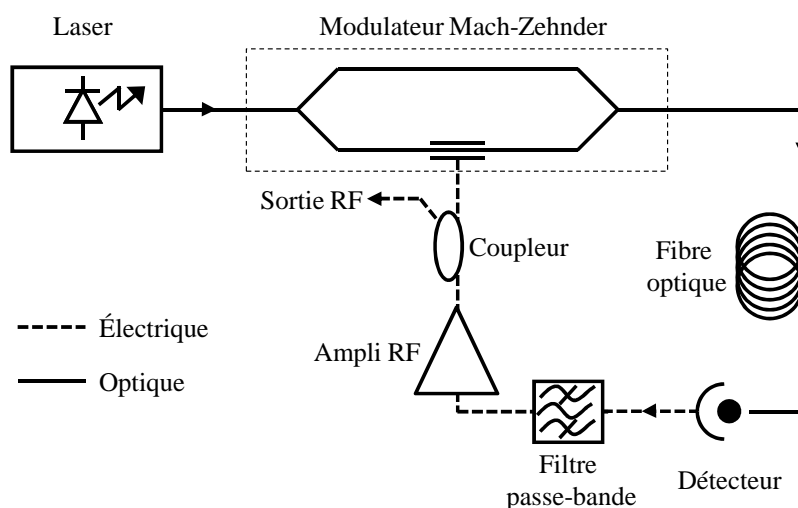 Laser
Modulateur Mach-Zehnder
Sortie RF
Coupleur
Fibre
optique
Électrique
Optique
Ampli RF
Filtre
passe-bande
Détecteur